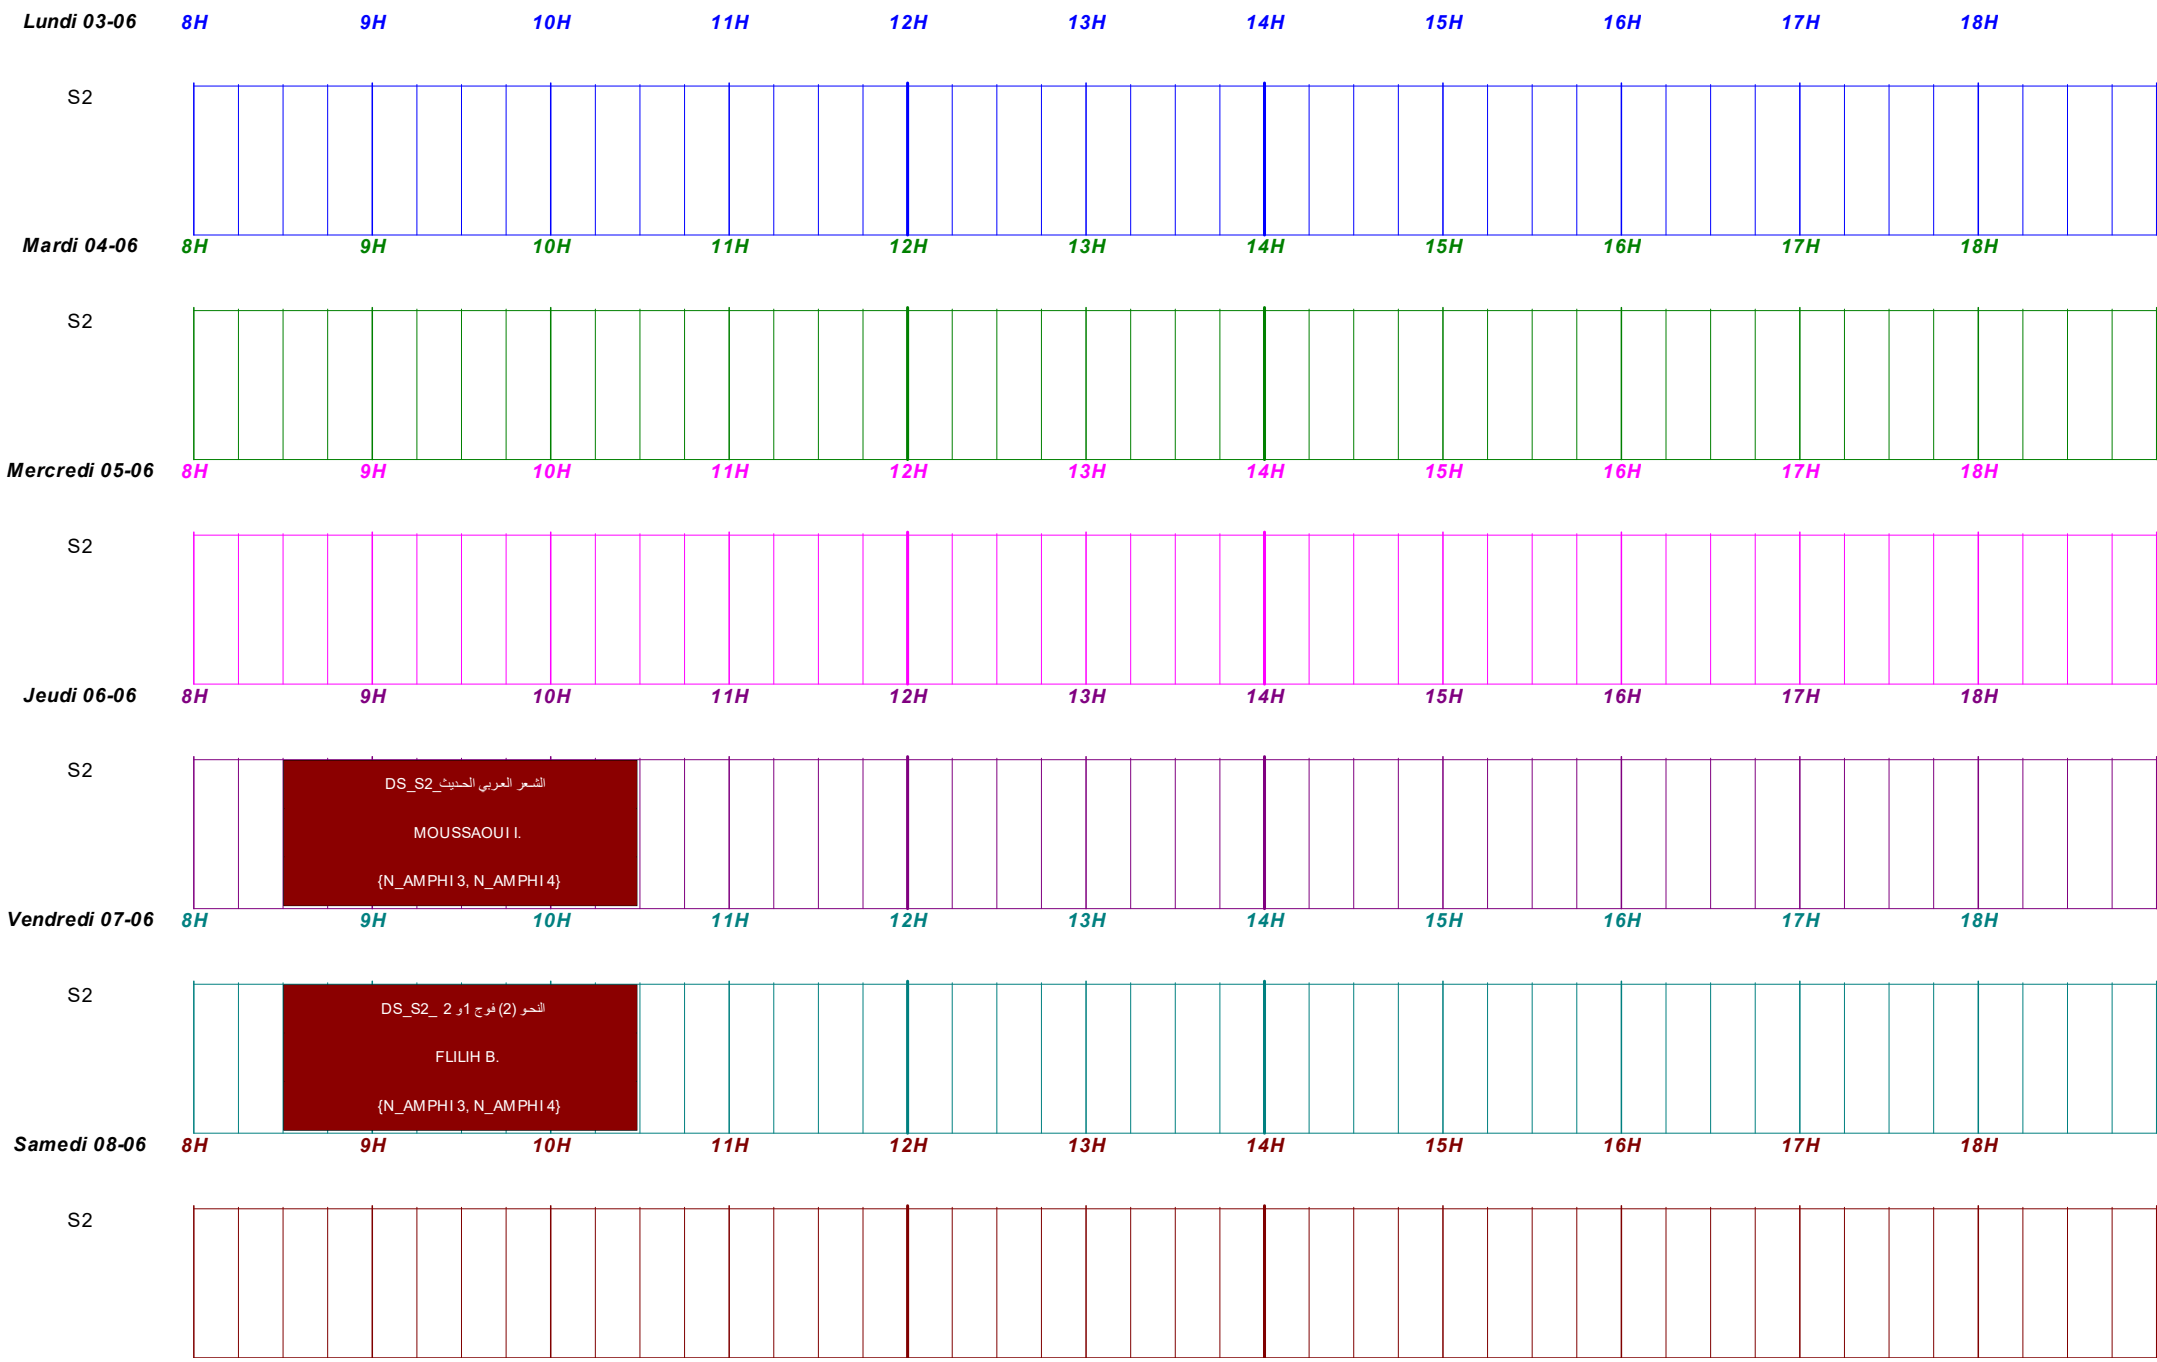 Lundi 03-06 8H 9H 10H 11H 12H 13H 14H 15H 16H 17H 18H
S2
Mardi 04-06 8H 9H 10H 11H 12H 13H 14H 15H 16H 17H 18H
S2
Mercredi 05-06 8H 9H 10H 11H 12H 13H 14H 15H 16H 17H 18H
S2
Jeudi 06-06 8H 9H 10H 11H 12H 13H 14H 15H 16H 17H 18H
S2
DS_S2_الشعر العربي الحديث
MOUSSAOUI I.
{N_AMPHI 3, N_AMPHI 4}
Vendredi 07-06 8H 9H 10H 11H 12H 13H 14H 15H 16H 17H 18H
S2
DS_S2_ النحو (2) فوج 1و 2
FLILIH B.
{N_AMPHI 3, N_AMPHI 4}
Samedi 08-06 8H 9H 10H 11H 12H 13H 14H 15H 16H 17H 18H
S2